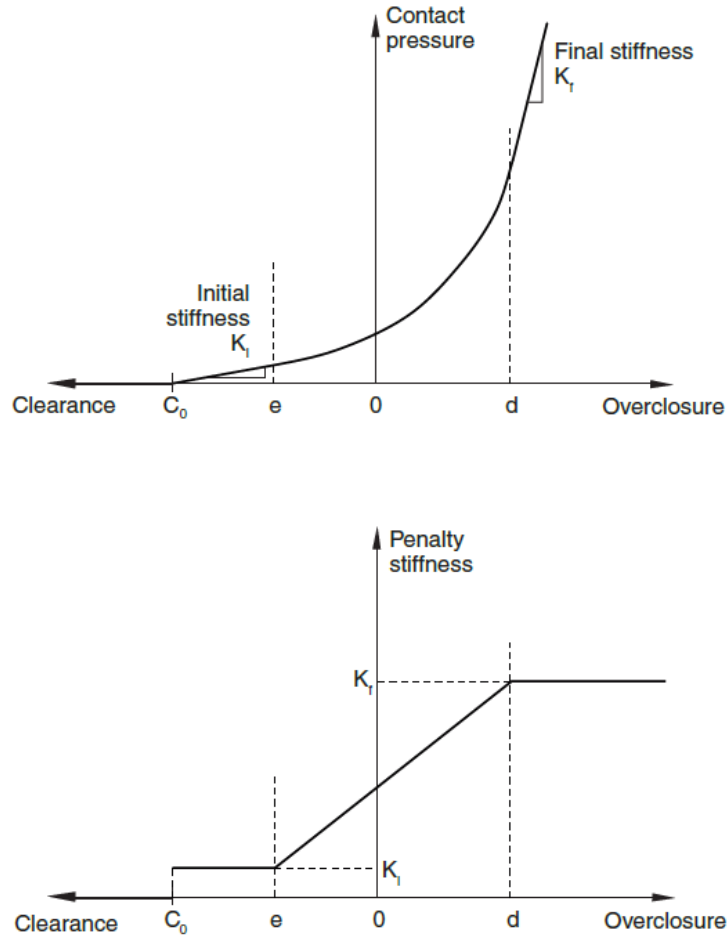 Contact
pressure
Final stiffness
K_f
Initial
stiffness
K_i
Clearance
C_0
e
0
d
Overclosure
Penalty
stiffness
K_f
K_i
Clearance
C_0
e
0
d
Overclosure